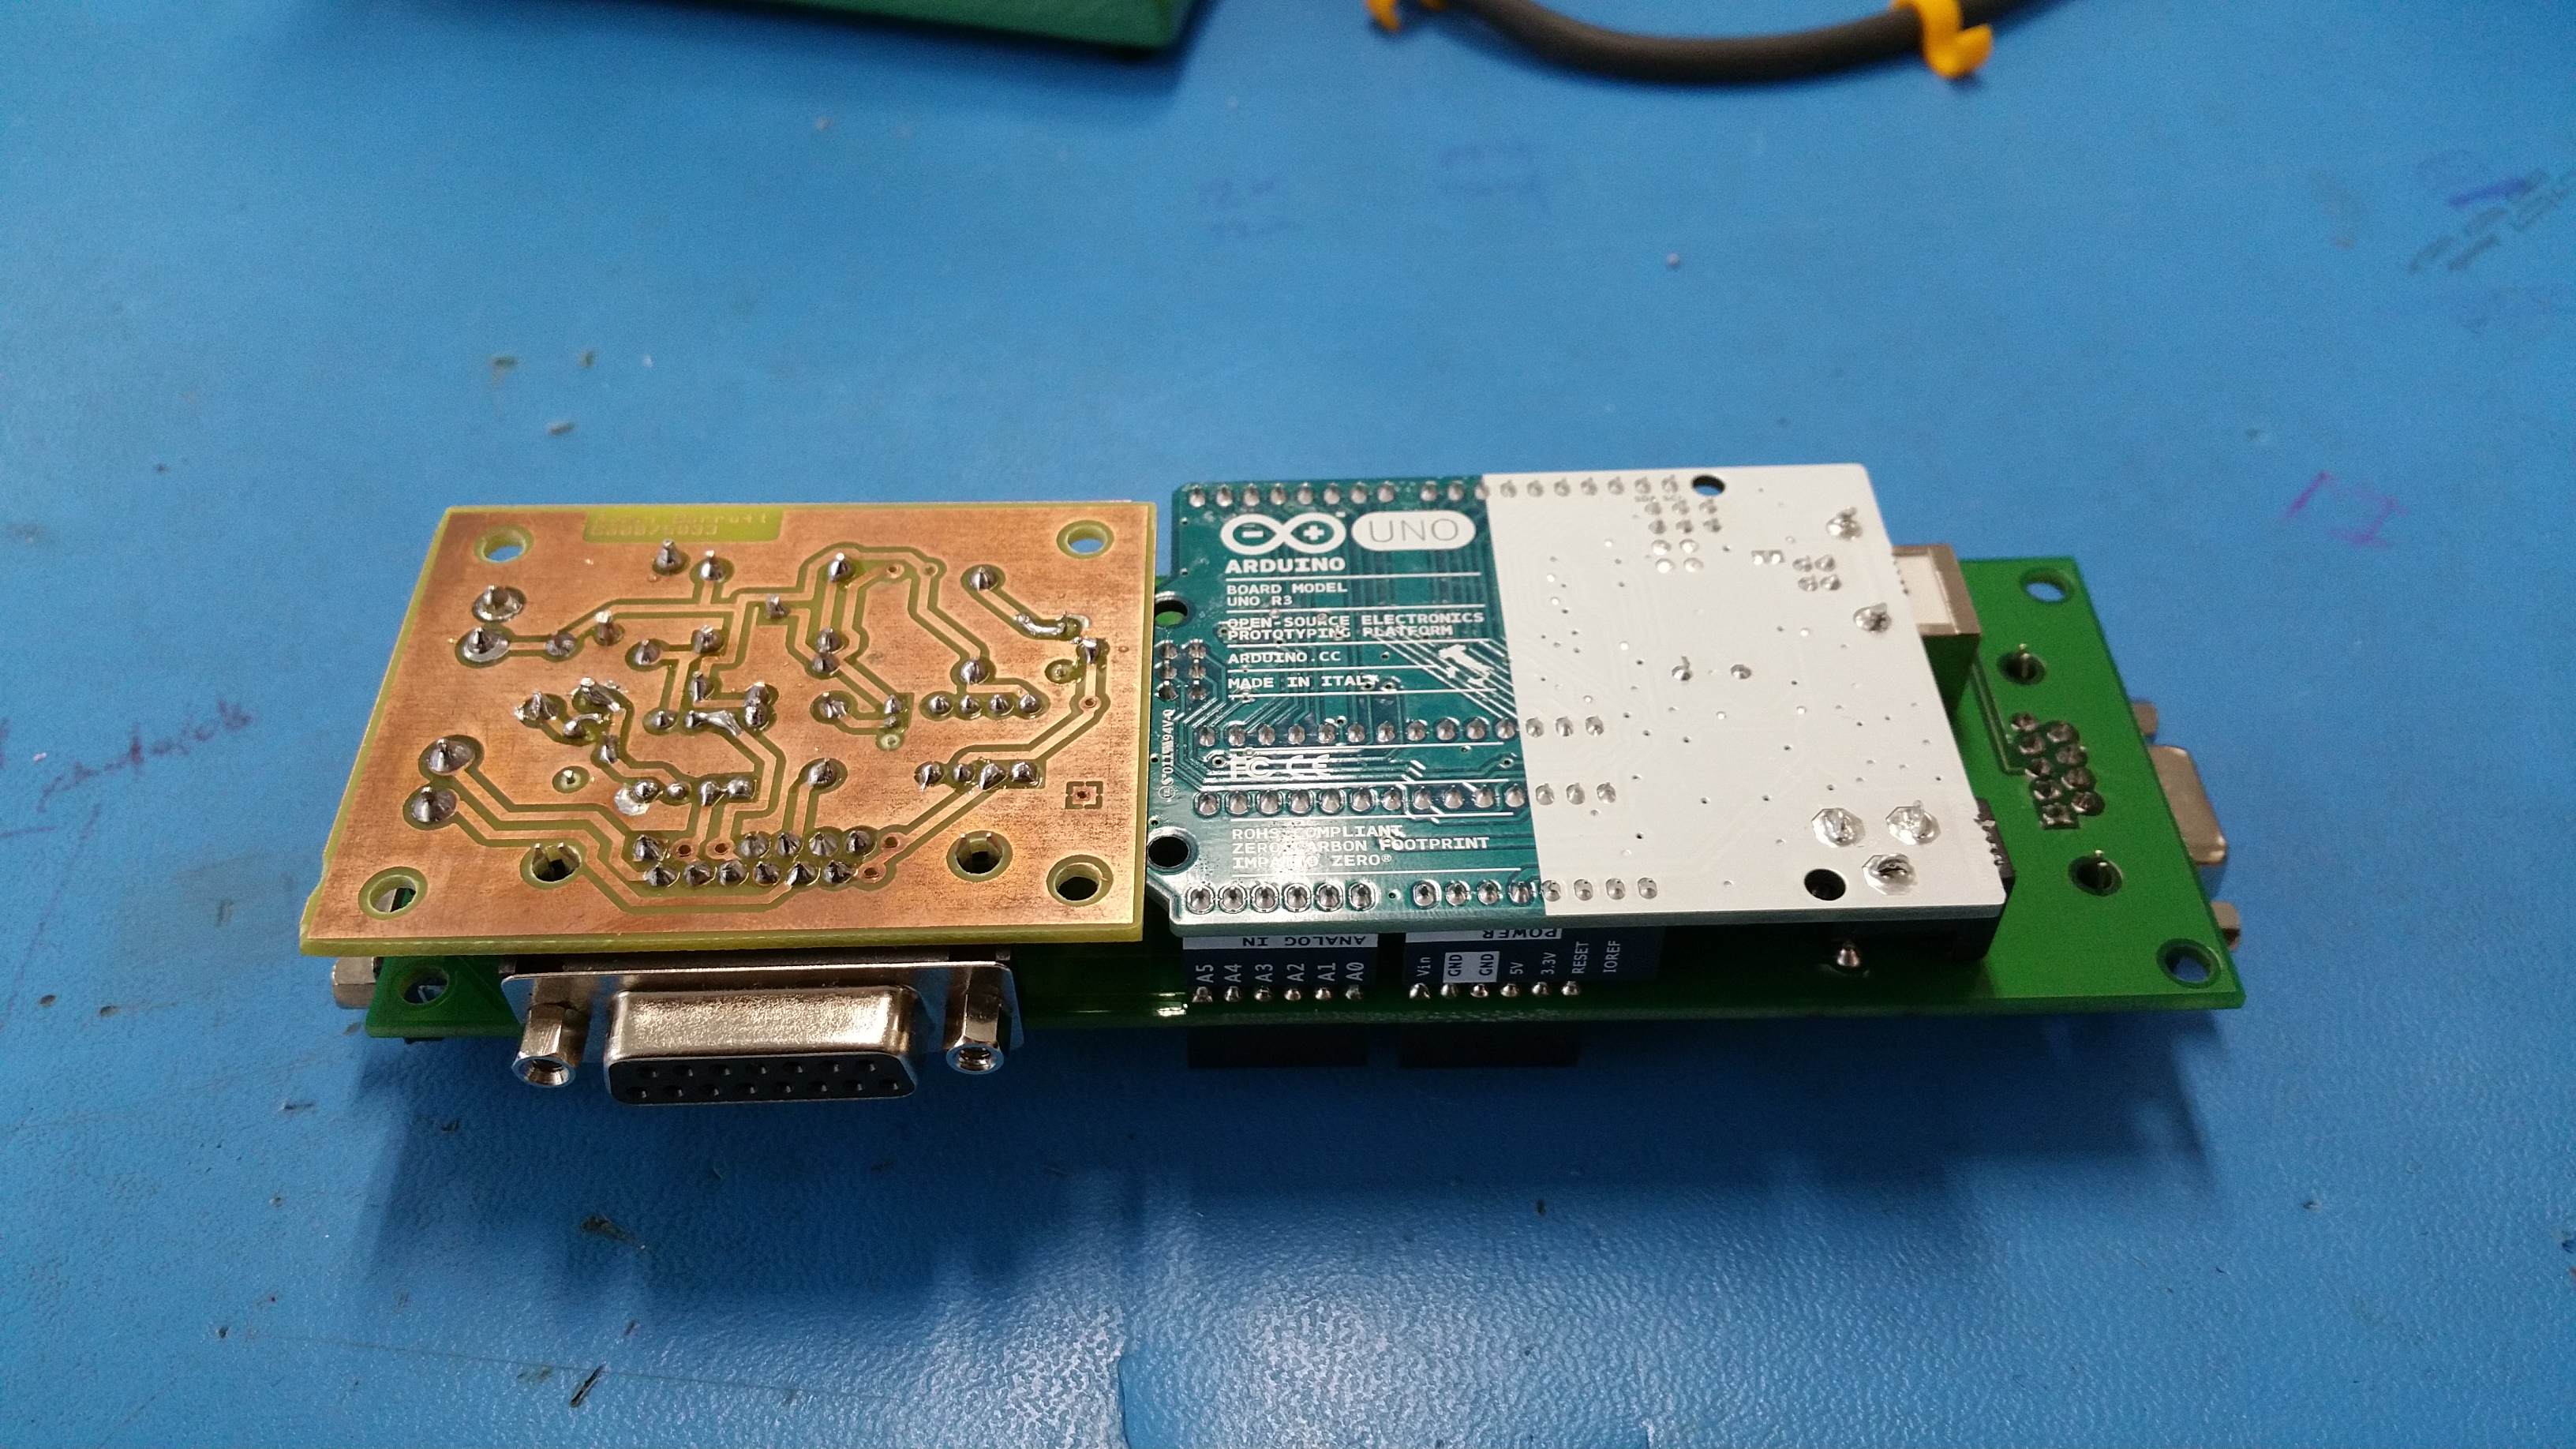 UNO
ARDUINO
BOARD MODEL
UNO R3
OPEN-SOURCE ELECTRONICS
PROTOTYPING PLATFORM
ARDUINO.CC
MADE IN ITALY
FC CE
ROHS COMPLIANT
ZERO CARBON FOOTPRINT
IMPATTO ZERO®
ANALOG IN
A5
A4
A3
A2
A1
A0
POWER
Vin
GND
GND
5V
3.3V
RESET
IOREF